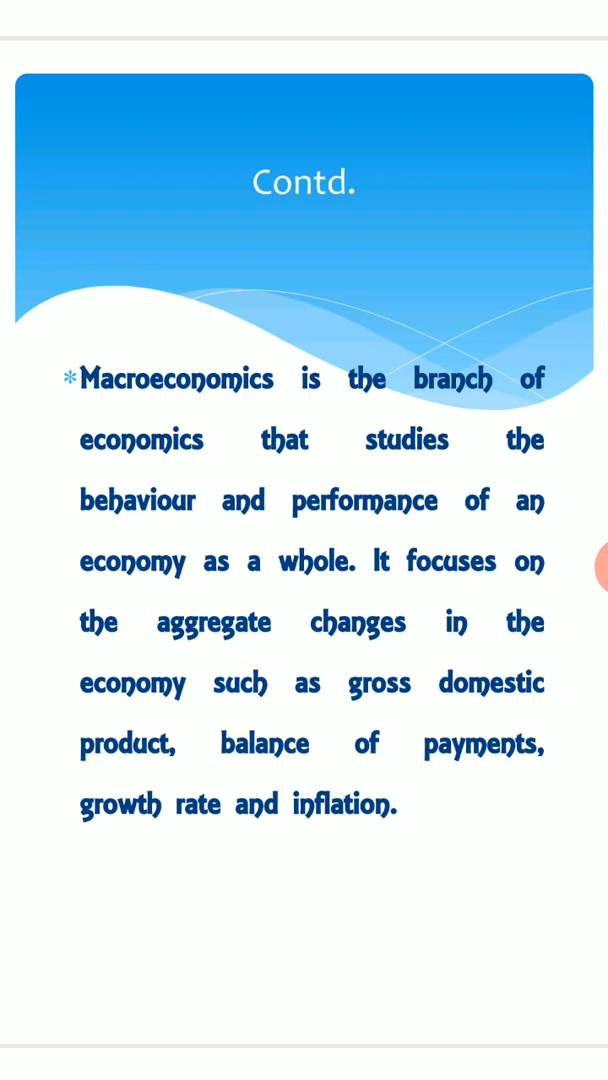 Contd.
*Macroeconomics is the branch of
economics that studies the
behaviour and performance of an
economy as a whole. It focuses on
the aggregate changes in the
economy such as gross domestic
product, balance of payments,
growth rate and inflation.